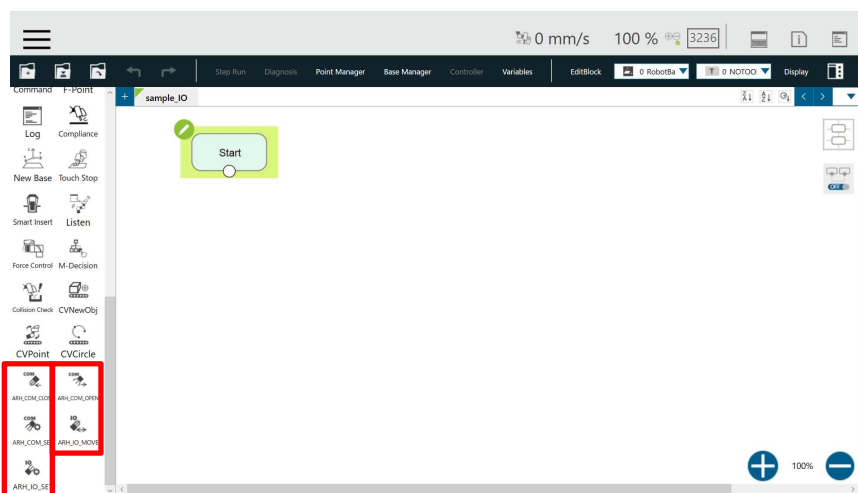 0 mm/s 100 % 3236
Step Run Diagnosis Point Manager Base Manager Controller Variables EditBlock 0 RobotBa T 0 NOTOO Display
Command F-Point
+ sample_IO
Log Compliance
New Base Touch Stop
Smart Insert Listen
Force Control M-Decision
Collision Check CVNewObj
CVPoint CVCircle
COM COM
ARH_COM_CLOS ARH_COM_OPEN
COM IO
ARH_COM_SE ARH_IO_MOVE
IO
ARH_IO_SE
Start
OFF
100%